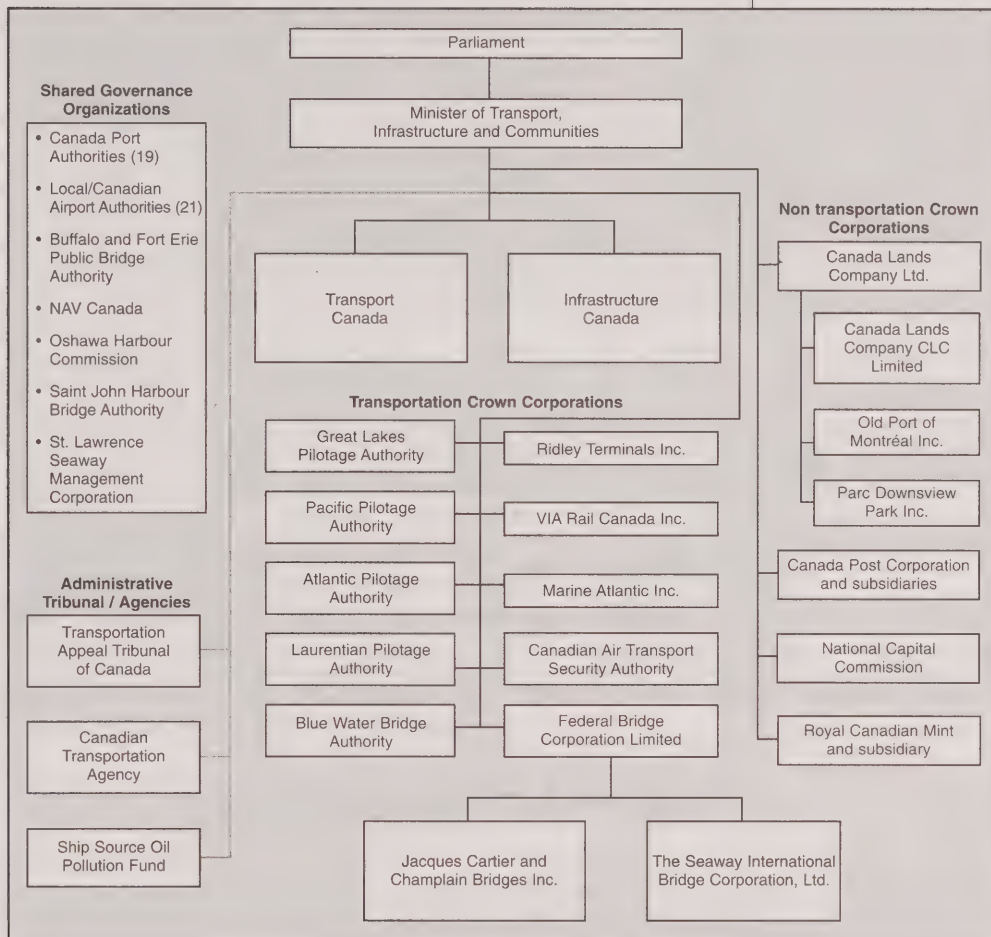 Parliament
Minister of Transport,
Infrastructure and Communities
Shared Governance
Organizations
• Canada Port
Authorities (19)
• Local/Canadian
Airport Authorities (21)
• Buffalo and Fort Erie
Public Bridge
Authority
• NAV Canada
• Oshawa Harbour
Commission
• Saint John Harbour
Bridge Authority
• St. Lawrence
Seaway
Management
Corporation
Administrative
Tribunal / Agencies
Transportation
Appeal Tribunal
of Canada
Canadian
Transportation
Agency
Ship Source Oil
Pollution Fund
Transport
Canada
Infrastructure
Canada
Transportation Crown Corporations
Great Lakes
Pilotage Authority
Ridley Terminals Inc.
Pacific Pilotage
Authority
VIA Rail Canada Inc.
Atlantic Pilotage
Authority
Marine Atlantic Inc.
Laurentian Pilotage
Authority
Canadian Air Transport
Security Authority
Blue Water Bridge
Authority
Federal Bridge
Corporation Limited
Jacques Cartier and
Champlain Bridges Inc.
The Seaway International
Bridge Corporation, Ltd.
Non transportation Crown
Corporations
Canada Lands
Company Ltd.
Canada Lands
Company CLC
Limited
Old Port of
Montréal Inc.
Parc Downsview
Park Inc.
Canada Post Corporation
and subsidiaries
National Capital
Commission
Royal Canadian Mint
and subsidiary